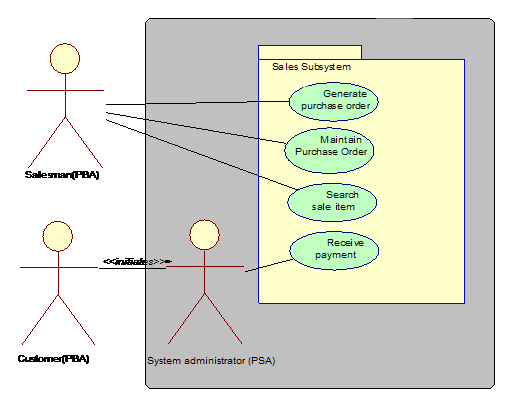 Sales Subsystem
Generate
purchase order
Maintain
Purchase Order
Search
sale item
Receive
payment
Salesman(PBA)
<<initiates>>
Customer(PBA)
System administrator (PSA)